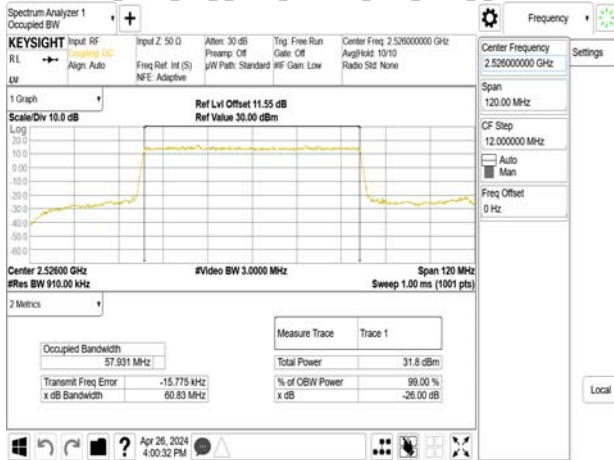 Spectrum Analyzer 1
Occupied BW
+
Frequency
KEYSIGHT
RL
Input: RF
Coupling: DC
Align: Auto
Input Z: 50 Ω
Freq Ref: Int (S)
NFE: Adaptive
Atten: 30 dB
Preamp: Off
µW Path: Standard
Trig: Free Run
Gate: Off
#IF Gain: Low
Center Freq: 2.526000000 GHz
Avg|Hold: 10/10
Radio Std: None
Center Frequency
2.526000000 GHz
Settings
Span
120.00 MHz
CF Step
12.000000 MHz
Auto
Man
Freq Offset
0 Hz
Local
1 Graph
Scale/Div 10.0 dB
Ref Lvl Offset 11.55 dB
Ref Value 30.00 dBm
Log
20.0
10.0
0.00
-10.0
-20.0
-30.0
-40.0
-50.0
-60.0
Center 2.52600 GHz
#Video BW 3.0000 MHz
Span 120 MHz
#Res BW 910.00 kHz
Sweep 1.00 ms (1001 pts)
2 Metrics
Measure Trace
Trace 1
Occupied Bandwidth
57.931 MHz
Total Power
31.8 dBm
Transmit Freq Error
-15.775 kHz
% of OBW Power
99.00 %
x dB Bandwidth
60.83 MHz
x dB
-26.00 dB
?
Apr 26, 2024
4:00:32 PM